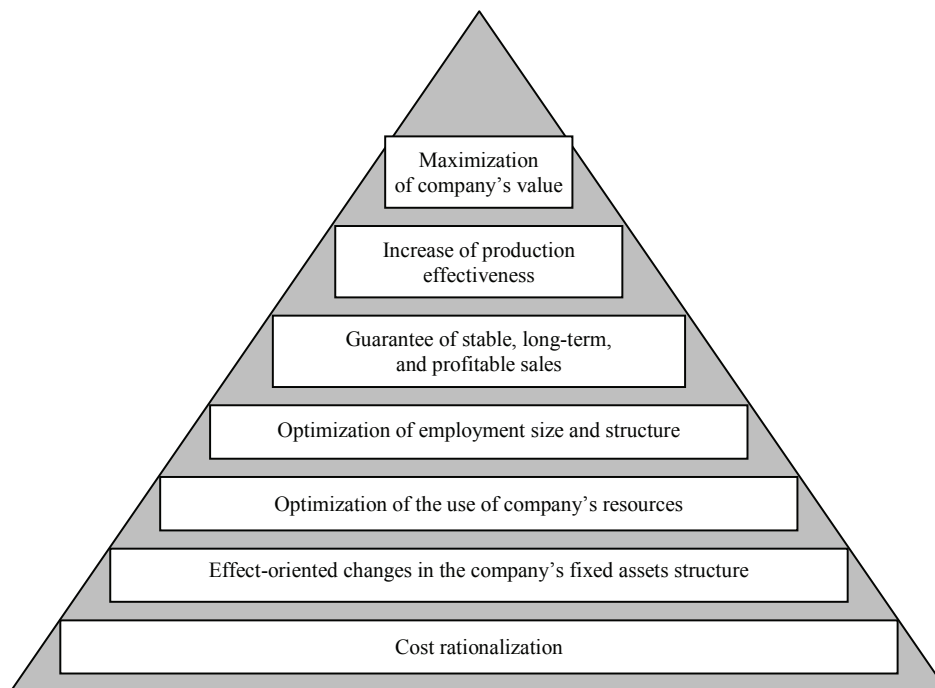 Maximization
of company’s value
Increase of production
effectiveness
Guarantee of stable, long-term,
and profitable sales
Optimization of employment size and structure
Optimization of the use of company’s resources
Effect-oriented changes in the company’s fixed assets structure
Cost rationalization